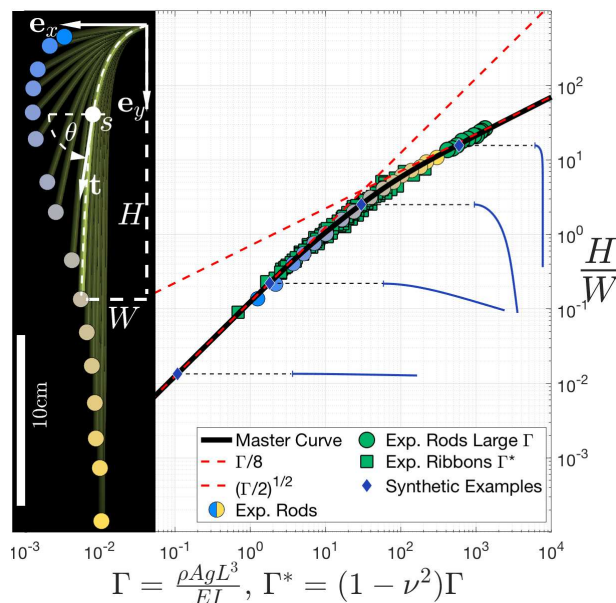 e_x
e_y
s
θ
t
H
W
10cm
10^2
10^1
10^0
10^-1
10^-2
10^-3
H/W
Master Curve
Γ/8
(Γ/2)^1/2
Exp. Rods
Exp. Rods Large Γ
Exp. Ribbons Γ*
Synthetic Examples
10^-3 10^-2 10^-1 10^0 10^1 10^2 10^3 10^4
Γ = ρAgL^3/EI, Γ* = (1 − ν^2)Γ